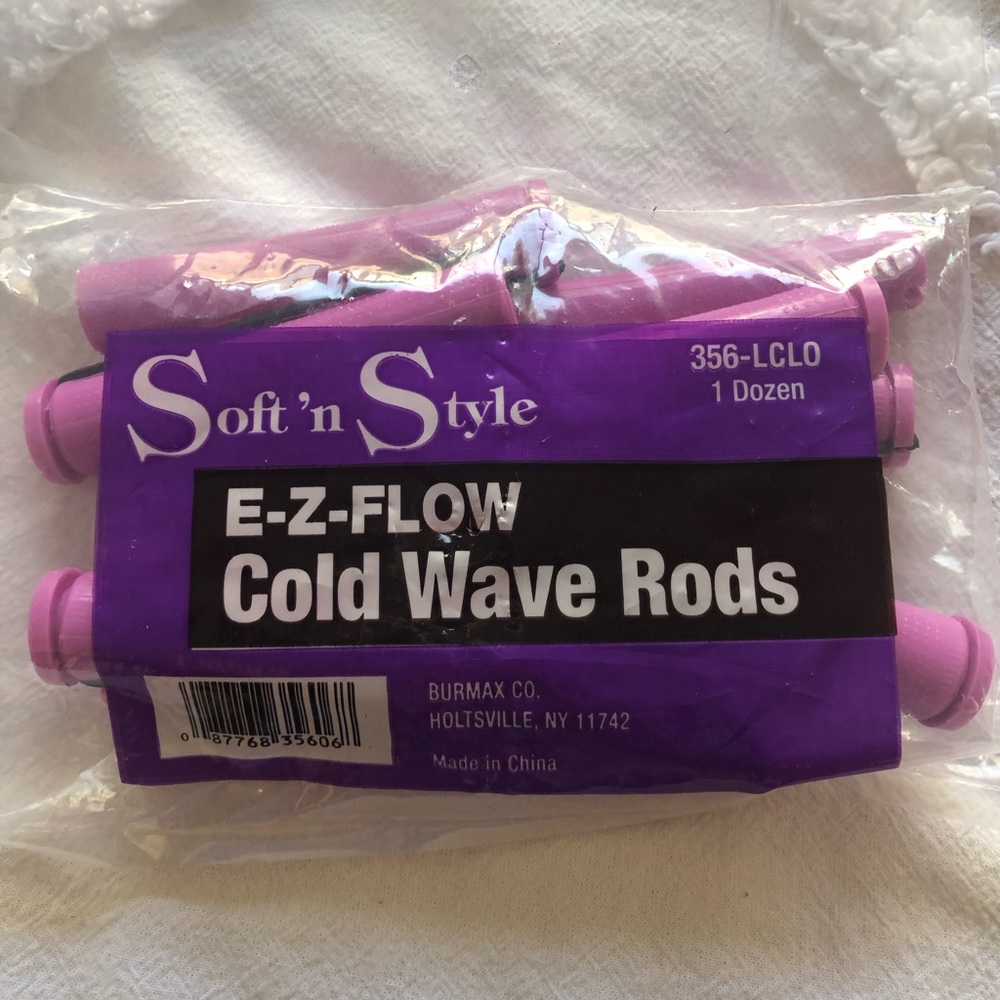 Soft 'n Style
356-LCLO
1 Dozen
E-Z-FLOW
Cold Wave Rods
BURMAX CO.
HOLTSVILLE, NY 11742
Made in China
0 87768 35606